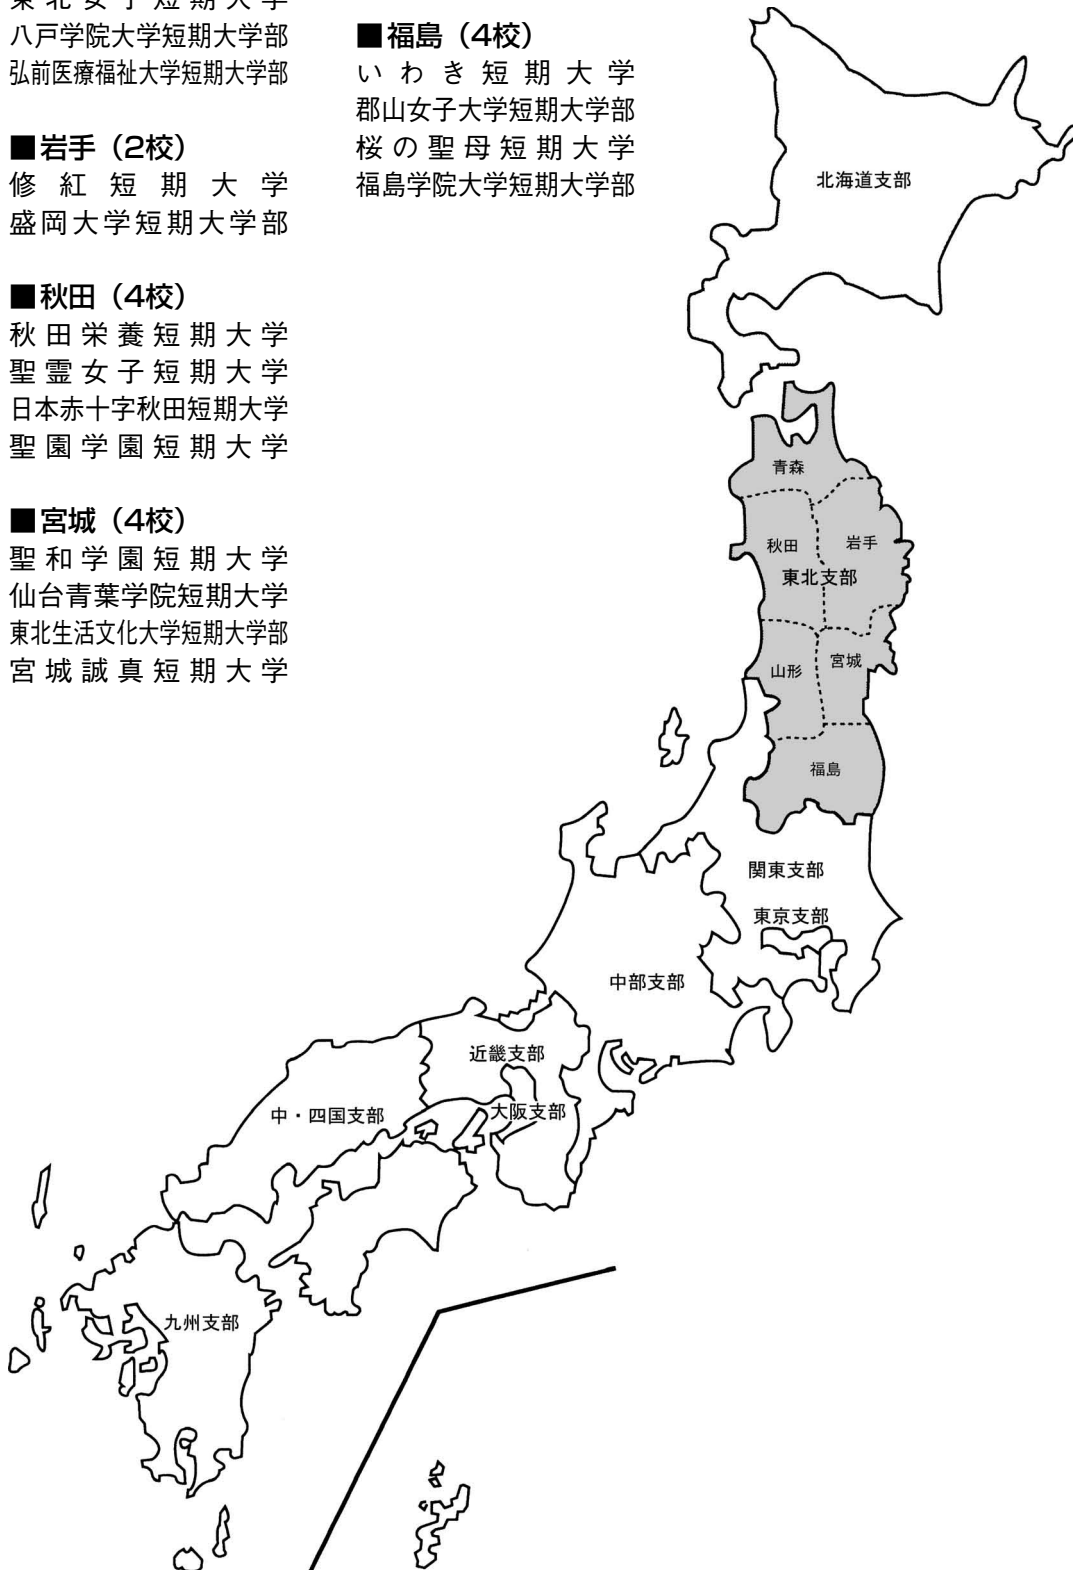 東北女子短期大学
八戸学院大学短期大学部
弘前医療福祉大学短期大学部
■岩手（2校）
修紅短期大学
盛岡大学短期大学部
■秋田（4校）
秋田栄養短期大学
聖霊女子短期大学
日本赤十字秋田短期大学
聖園学園短期大学
■宮城（4校）
聖和学園短期大学
仙台青葉学院短期大学
東北生活文化大学短期大学部
宮城誠真短期大学
■福島（4校）
いわき短期大学
郡山女子大学短期大学部
桜の聖母短期大学
福島学院大学短期大学部
北海道支部
青森
秋田
岩手
東北支部
山形
宮城
福島
関東支部
東京支部
中部支部
近畿支部
大阪支部
中・四国支部
九州支部